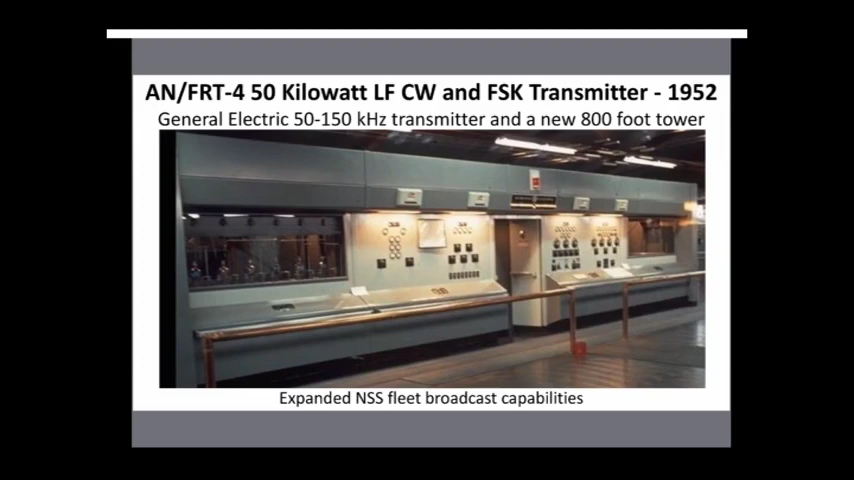 AN/FRT-4 50 Kilowatt LF CW and FSK Transmitter - 1952
General Electric 50-150 kHz transmitter and a new 800 foot tower
Expanded NSS fleet broadcast capabilities